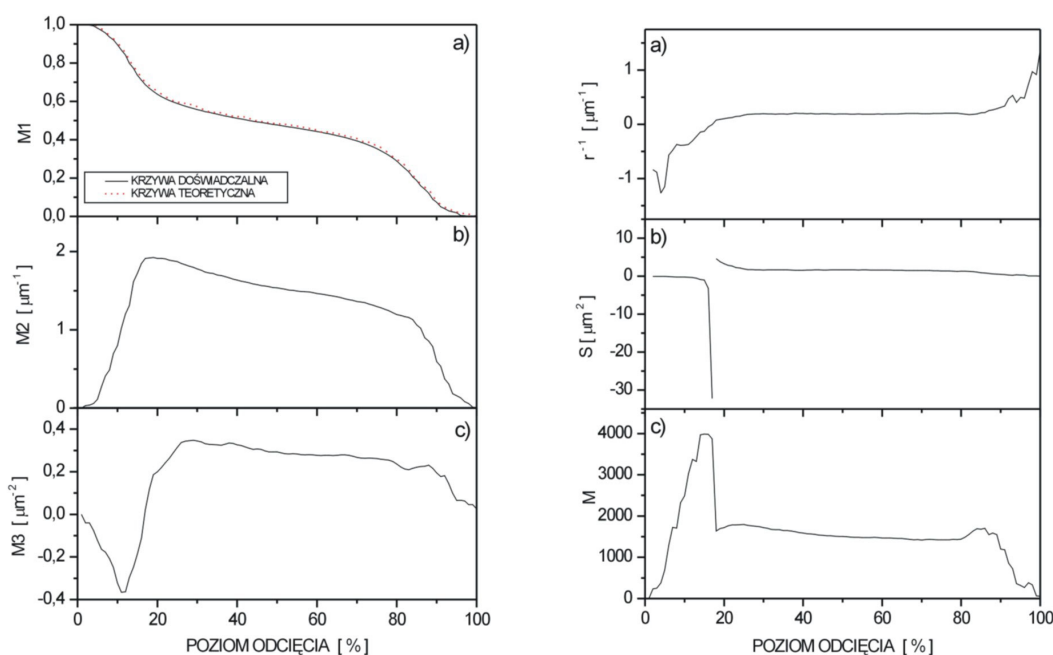 a)
1,0
0,8
0,6
0,4
0,2
0,0
M1
KRZYWA DOŚWIADCZALNA
KRZYWA TEORETYCZNA
b)
2
1
0
M2 [ µm⁻¹]
c)
0,4
0,2
0,0
-0,2
-0,4
M3 [ µm⁻²]
0 20 40 60 80 100
POZIOM ODCIĘCIA [ %]
a)
1
0
-1
r⁻¹ [ µm⁻¹]
b)
10
0
-10
-20
-30
S [ µm²]
c)
4000
3000
2000
1000
0
M
0 20 40 60 80 100
POZIOM ODCIĘCIA [ %]